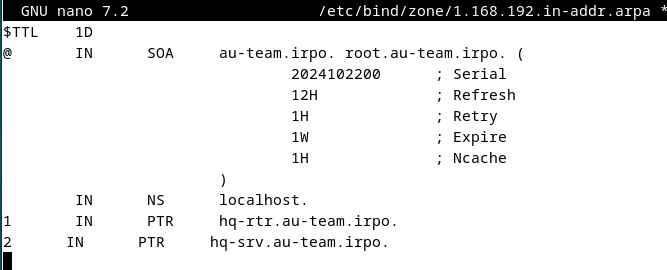 GNU nano 7.2 /etc/bind/zone/1.168.192.in-addr.arpa *
$TTL 1D
@ IN SOA au-team.irpo. root.au-team.irpo. (
2024102200 ; Serial
12H ; Refresh
1H ; Retry
1W ; Expire
1H ; Ncache
)
IN NS localhost.
1 IN PTR hq-rtr.au-team.irpo.
2 IN PTR hq-srv.au-team.irpo.